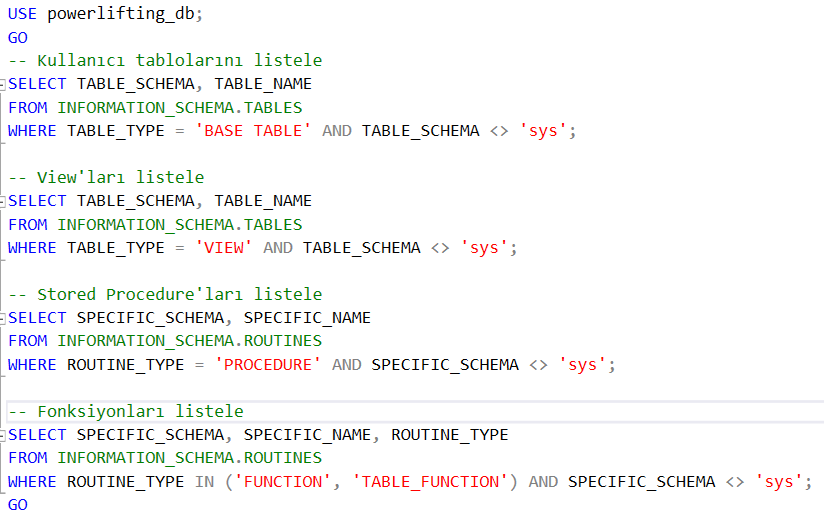 USE powerlifting_db;
GO
-- Kullanıcı tablolarını listele
SELECT TABLE_SCHEMA, TABLE_NAME
FROM INFORMATION_SCHEMA.TABLES
WHERE TABLE_TYPE = 'BASE TABLE' AND TABLE_SCHEMA <> 'sys';
-- View'ları listele
SELECT TABLE_SCHEMA, TABLE_NAME
FROM INFORMATION_SCHEMA.TABLES
WHERE TABLE_TYPE = 'VIEW' AND TABLE_SCHEMA <> 'sys';
-- Stored Procedure'ları listele
SELECT SPECIFIC_SCHEMA, SPECIFIC_NAME
FROM INFORMATION_SCHEMA.ROUTINES
WHERE ROUTINE_TYPE = 'PROCEDURE' AND SPECIFIC_SCHEMA <> 'sys';
-- Fonksiyonları listele
SELECT SPECIFIC_SCHEMA, SPECIFIC_NAME, ROUTINE_TYPE
FROM INFORMATION_SCHEMA.ROUTINES
WHERE ROUTINE_TYPE IN ('FUNCTION', 'TABLE_FUNCTION') AND SPECIFIC_SCHEMA <> 'sys';
GO